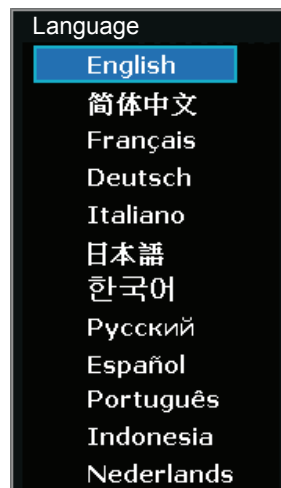 Language
English
简体中文
Français
Deutsch
Italiano
日本語
한국어
Русский
Español
Português
Indonesia
Nederlands